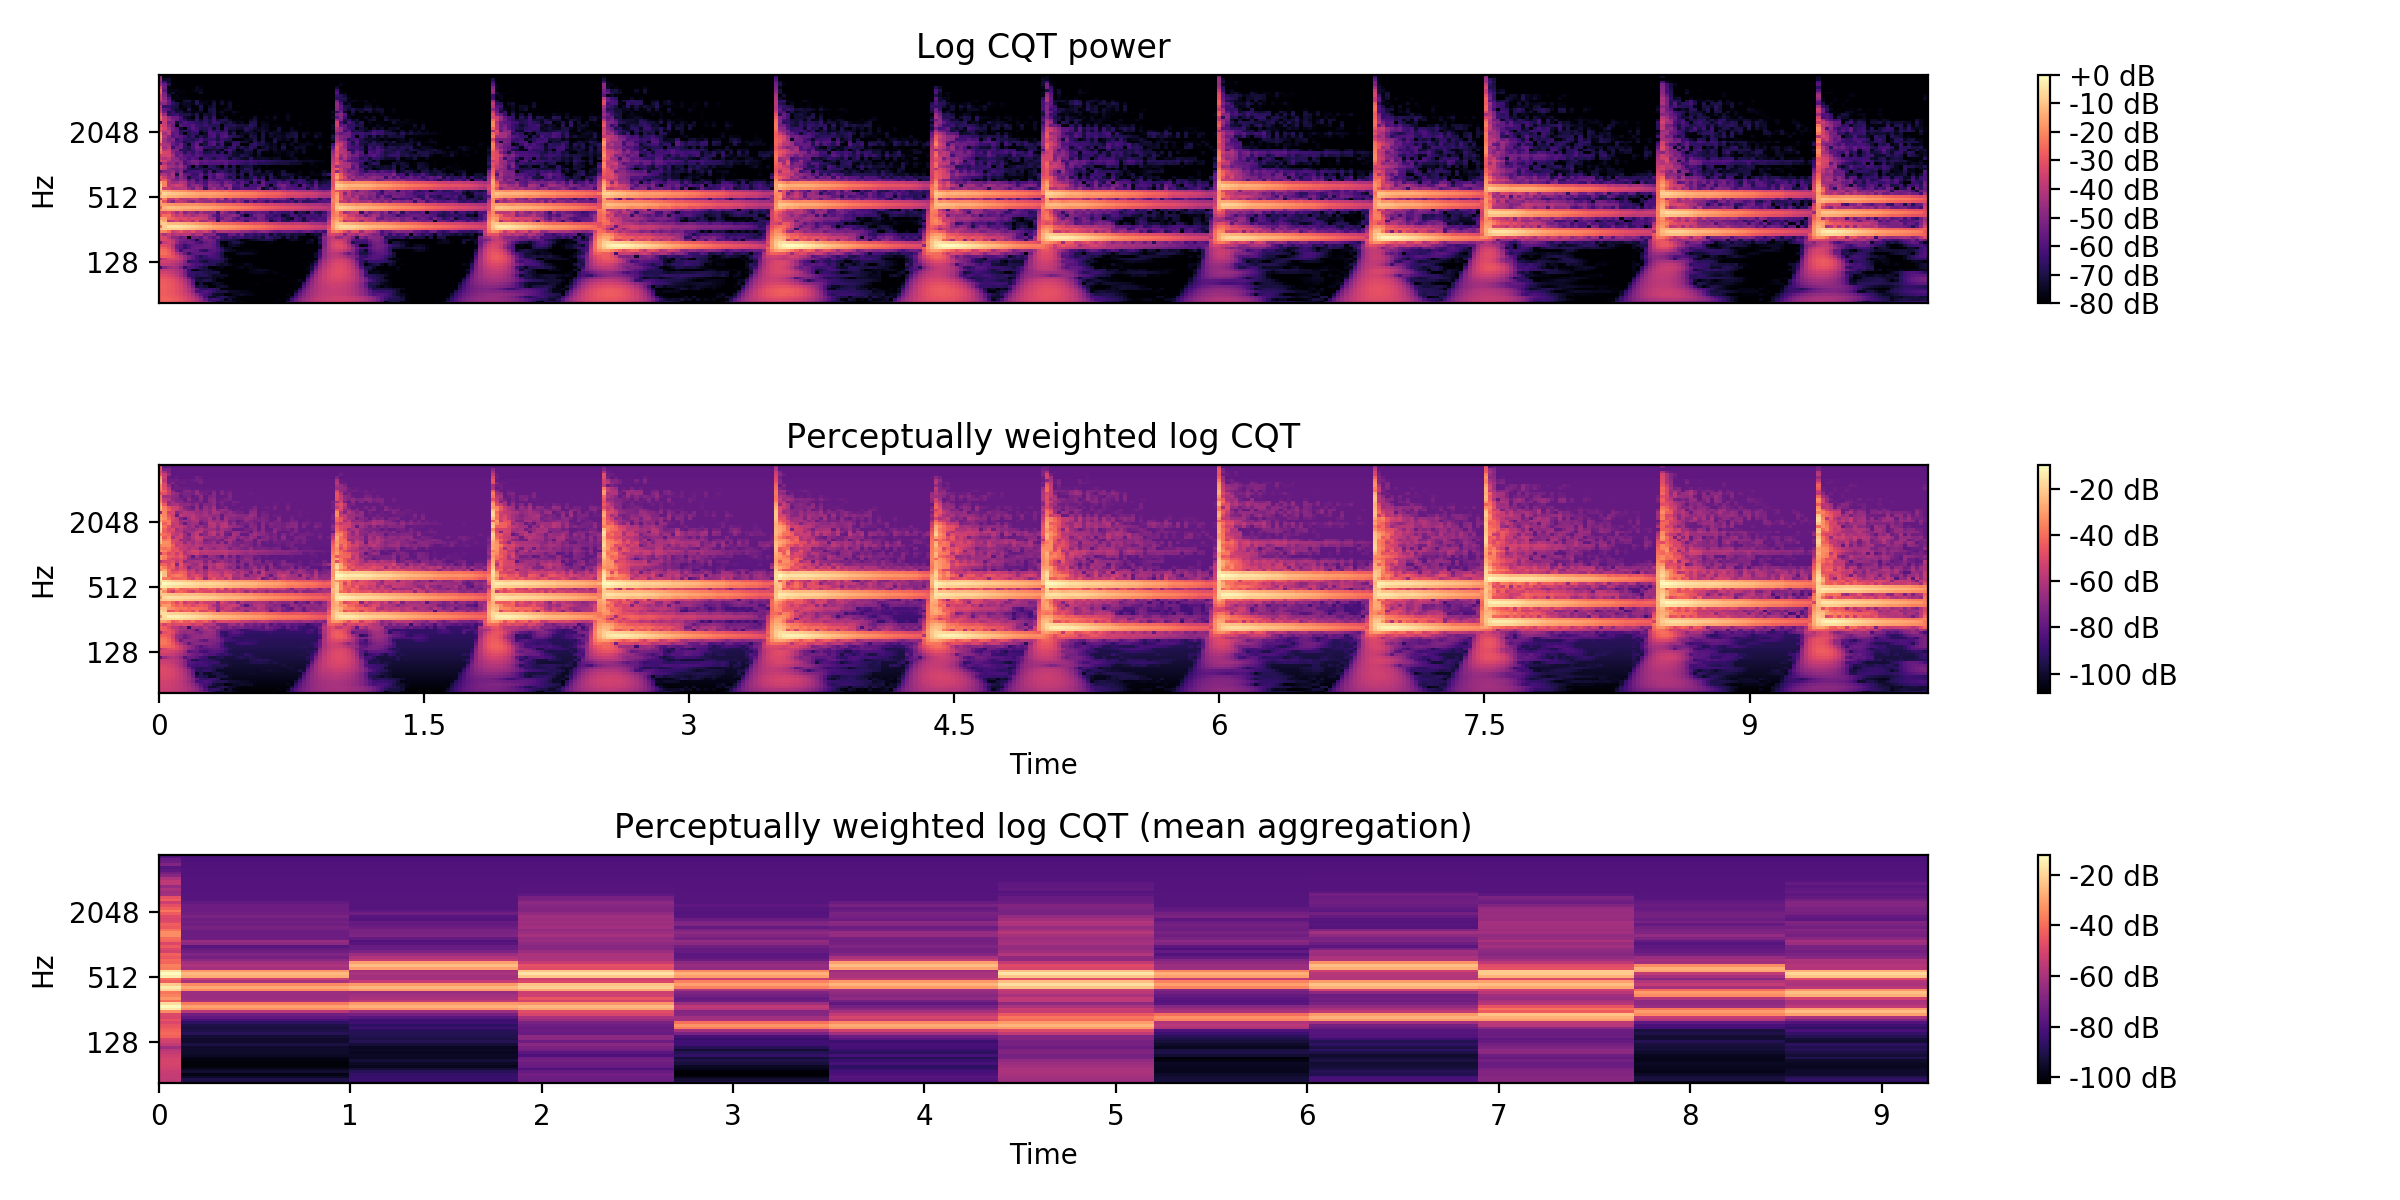 Log CQT power
Hz
2048
512
128
+0 dB
-10 dB
-20 dB
-30 dB
-40 dB
-50 dB
-60 dB
-70 dB
-80 dB
Perceptually weighted log CQT
Hz
2048
512
128
0 1.5 3 4.5 6 7.5 9
Time
-20 dB
-40 dB
-60 dB
-80 dB
-100 dB
Perceptually weighted log CQT (mean aggregation)
Hz
2048
512
128
0 1 2 3 4 5 6 7 8 9
Time
-20 dB
-40 dB
-60 dB
-80 dB
-100 dB